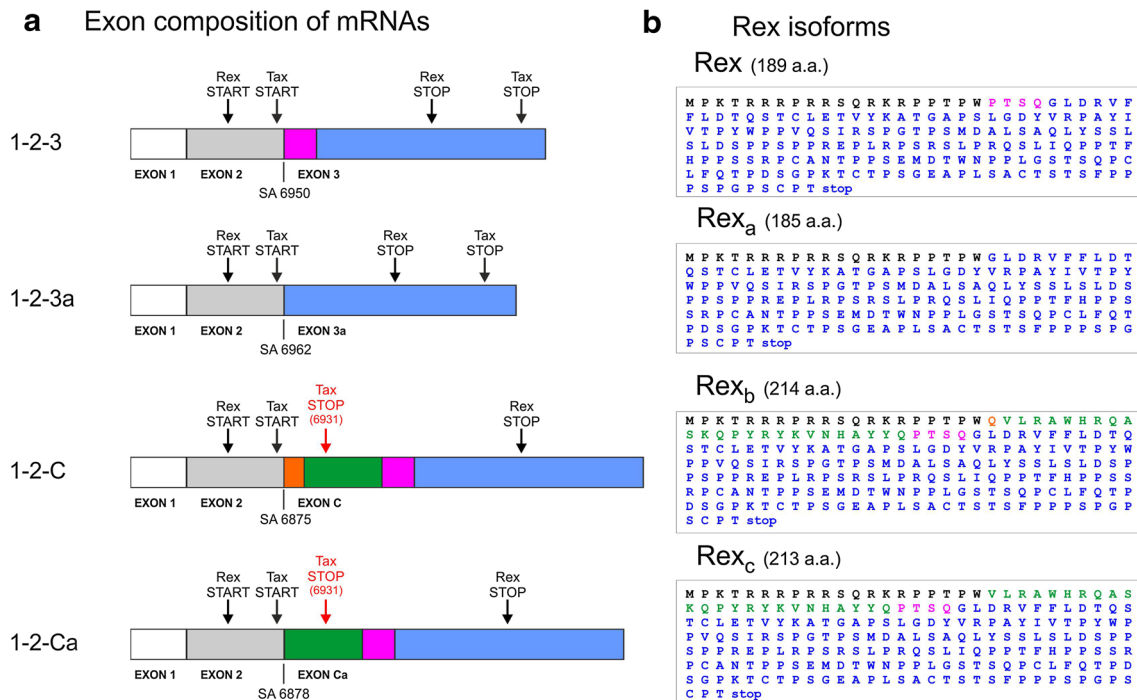 a Exon composition of mRNAs
Rex START
Tax START
Rex STOP
Tax STOP
1-2-3
EXON 1 EXON 2 EXON 3
SA 6950
Rex START
Tax START
Rex STOP
Tax STOP
1-2-3a
EXON 1 EXON 2 EXON 3a
SA 6962
Rex START
Tax START
Tax STOP (6931)
Rex STOP
1-2-C
EXON 1 EXON 2 EXON C
SA 6875
Rex START
Tax START
Tax STOP (6931)
Rex STOP
1-2-Ca
EXON 1 EXON 2 EXON Ca
SA 6878
b Rex isoforms
Rex (189 a.a.)
M P K T R R R P R R S Q R K R P P T P W P T S Q G L D R V F
F L D T Q S T C L E T V Y K A T G A P S L G D Y V R P A Y I
V T P Y W P P V Q S I R S P G T P S M D A L S A Q L Y S S L
S L D S P P S P P R E P L R P S R S L P R Q S L I Q P P T F
H P P S S R P C A N T P P S E M D T W N P P L G S T S Q P C
L F Q T P D S G P K T C T P S G E A P L S A C T S T S F P P
P S P G P S C P T stop
Rexa (185 a.a.)
M P K T R R R P R R S Q R K R P P T P W G L D R V F F L D T
Q S T C L E T V Y K A T G A P S L G D Y V R P A Y I V T P Y
W P P V Q S I R S P G T P S M D A L S A Q L Y S S L S L D S
P P S P P R E P L R P S R S L P R Q S L I Q P P T F H P P S
S R P C A N T P P S E M D T W N P P L G S T S Q P C L F Q T
P D S G P K T C T P S G E A P L S A C T S T S F P P P S P G
P S C P T stop
Rexb (214 a.a.)
M P K T R R R P R R S Q R K R P P T P W Q V L R A W H R Q A
S K Q P Y R Y K V N H A Y Y Q P T S Q G L D R V F F L D T Q
S T C L E T V Y K A T G A P S L G D Y V R P A Y I V T P Y W
P P V Q S I R S P G T P S M D A L S A Q L Y S S L S L D S P
P S P P R E P L R P S R S L P R Q S L I Q P P T F H P P S S
R P C A N T P P S E M D T W N P P L G S T S Q P C L F Q T P
D S G P K T C T P S G E A P L S A C T S T S F P P P S P G P
S C P T stop
Rexc (213 a.a.)
M P K T R R R P R R S Q R K R P P T P W V L R A W H R Q A S
K Q P Y R Y K V N H A Y Y Q P T S Q G L D R V F F L D T Q S
T C L E T V Y K A T G A P S L G D Y V R P A Y I V T P Y W P
P V Q S I R S P G T P S M D A L S A Q L Y S S L S L D S P P
S P P R E P L R P S R S L P R Q S L I Q P P T F H P P S S R
P C A N T P P S E M D T W N P P L G S T S Q P C L F Q T P D
S G P K T C T P S G E A P L S A C T S T S F P P P S P G P S
C P T stop